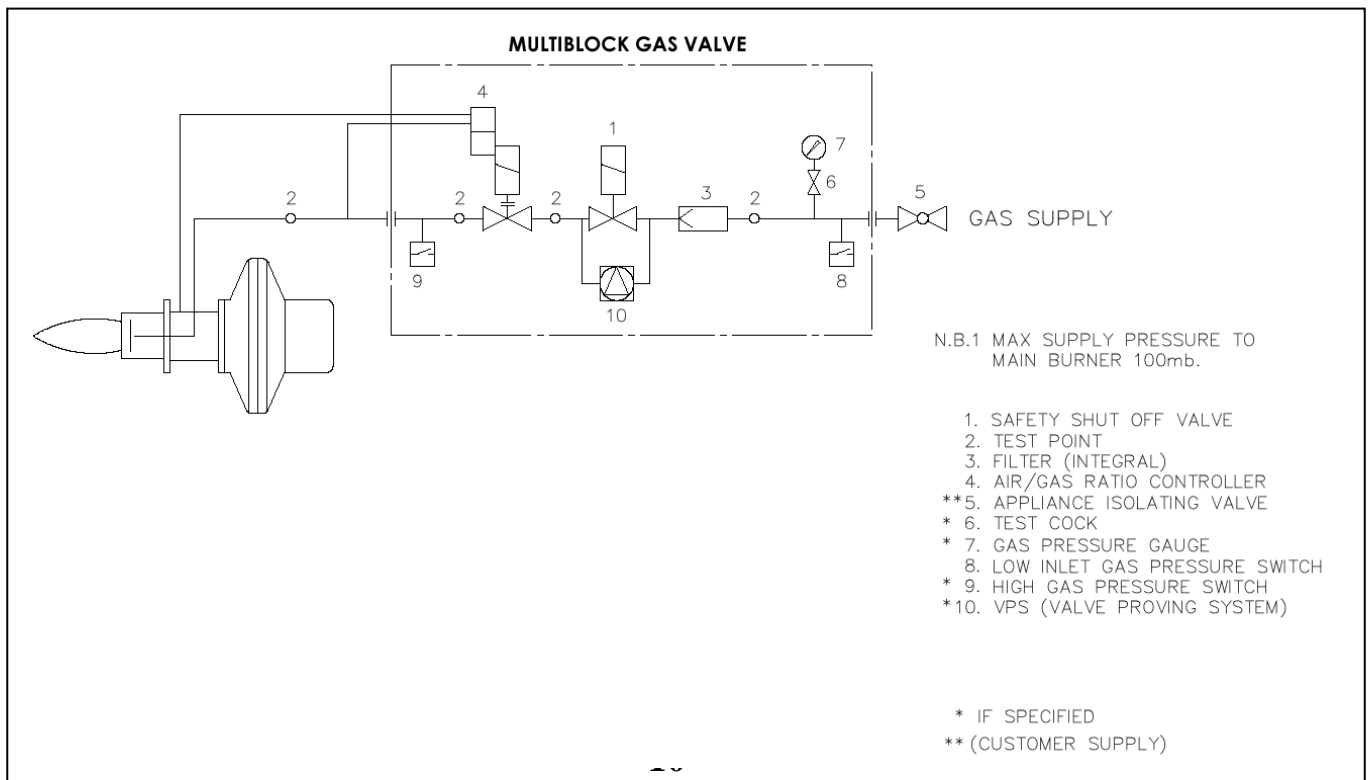 MULTIBLOCK GAS VALVE
4
1
7
6
2
2
2
3
2
5
GAS SUPPLY
9
8
10
N.B.1 MAX SUPPLY PRESSURE TO
MAIN BURNER 100mb.
1. SAFETY SHUT OFF VALVE
2. TEST POINT
3. FILTER (INTEGRAL)
4. AIR/GAS RATIO CONTROLLER
**5. APPLIANCE ISOLATING VALVE
* 6. TEST COCK
* 7. GAS PRESSURE GAUGE
8. LOW INLET GAS PRESSURE SWITCH
* 9. HIGH GAS PRESSURE SWITCH
*10. VPS (VALVE PROVING SYSTEM)
* IF SPECIFIED
** (CUSTOMER SUPPLY)